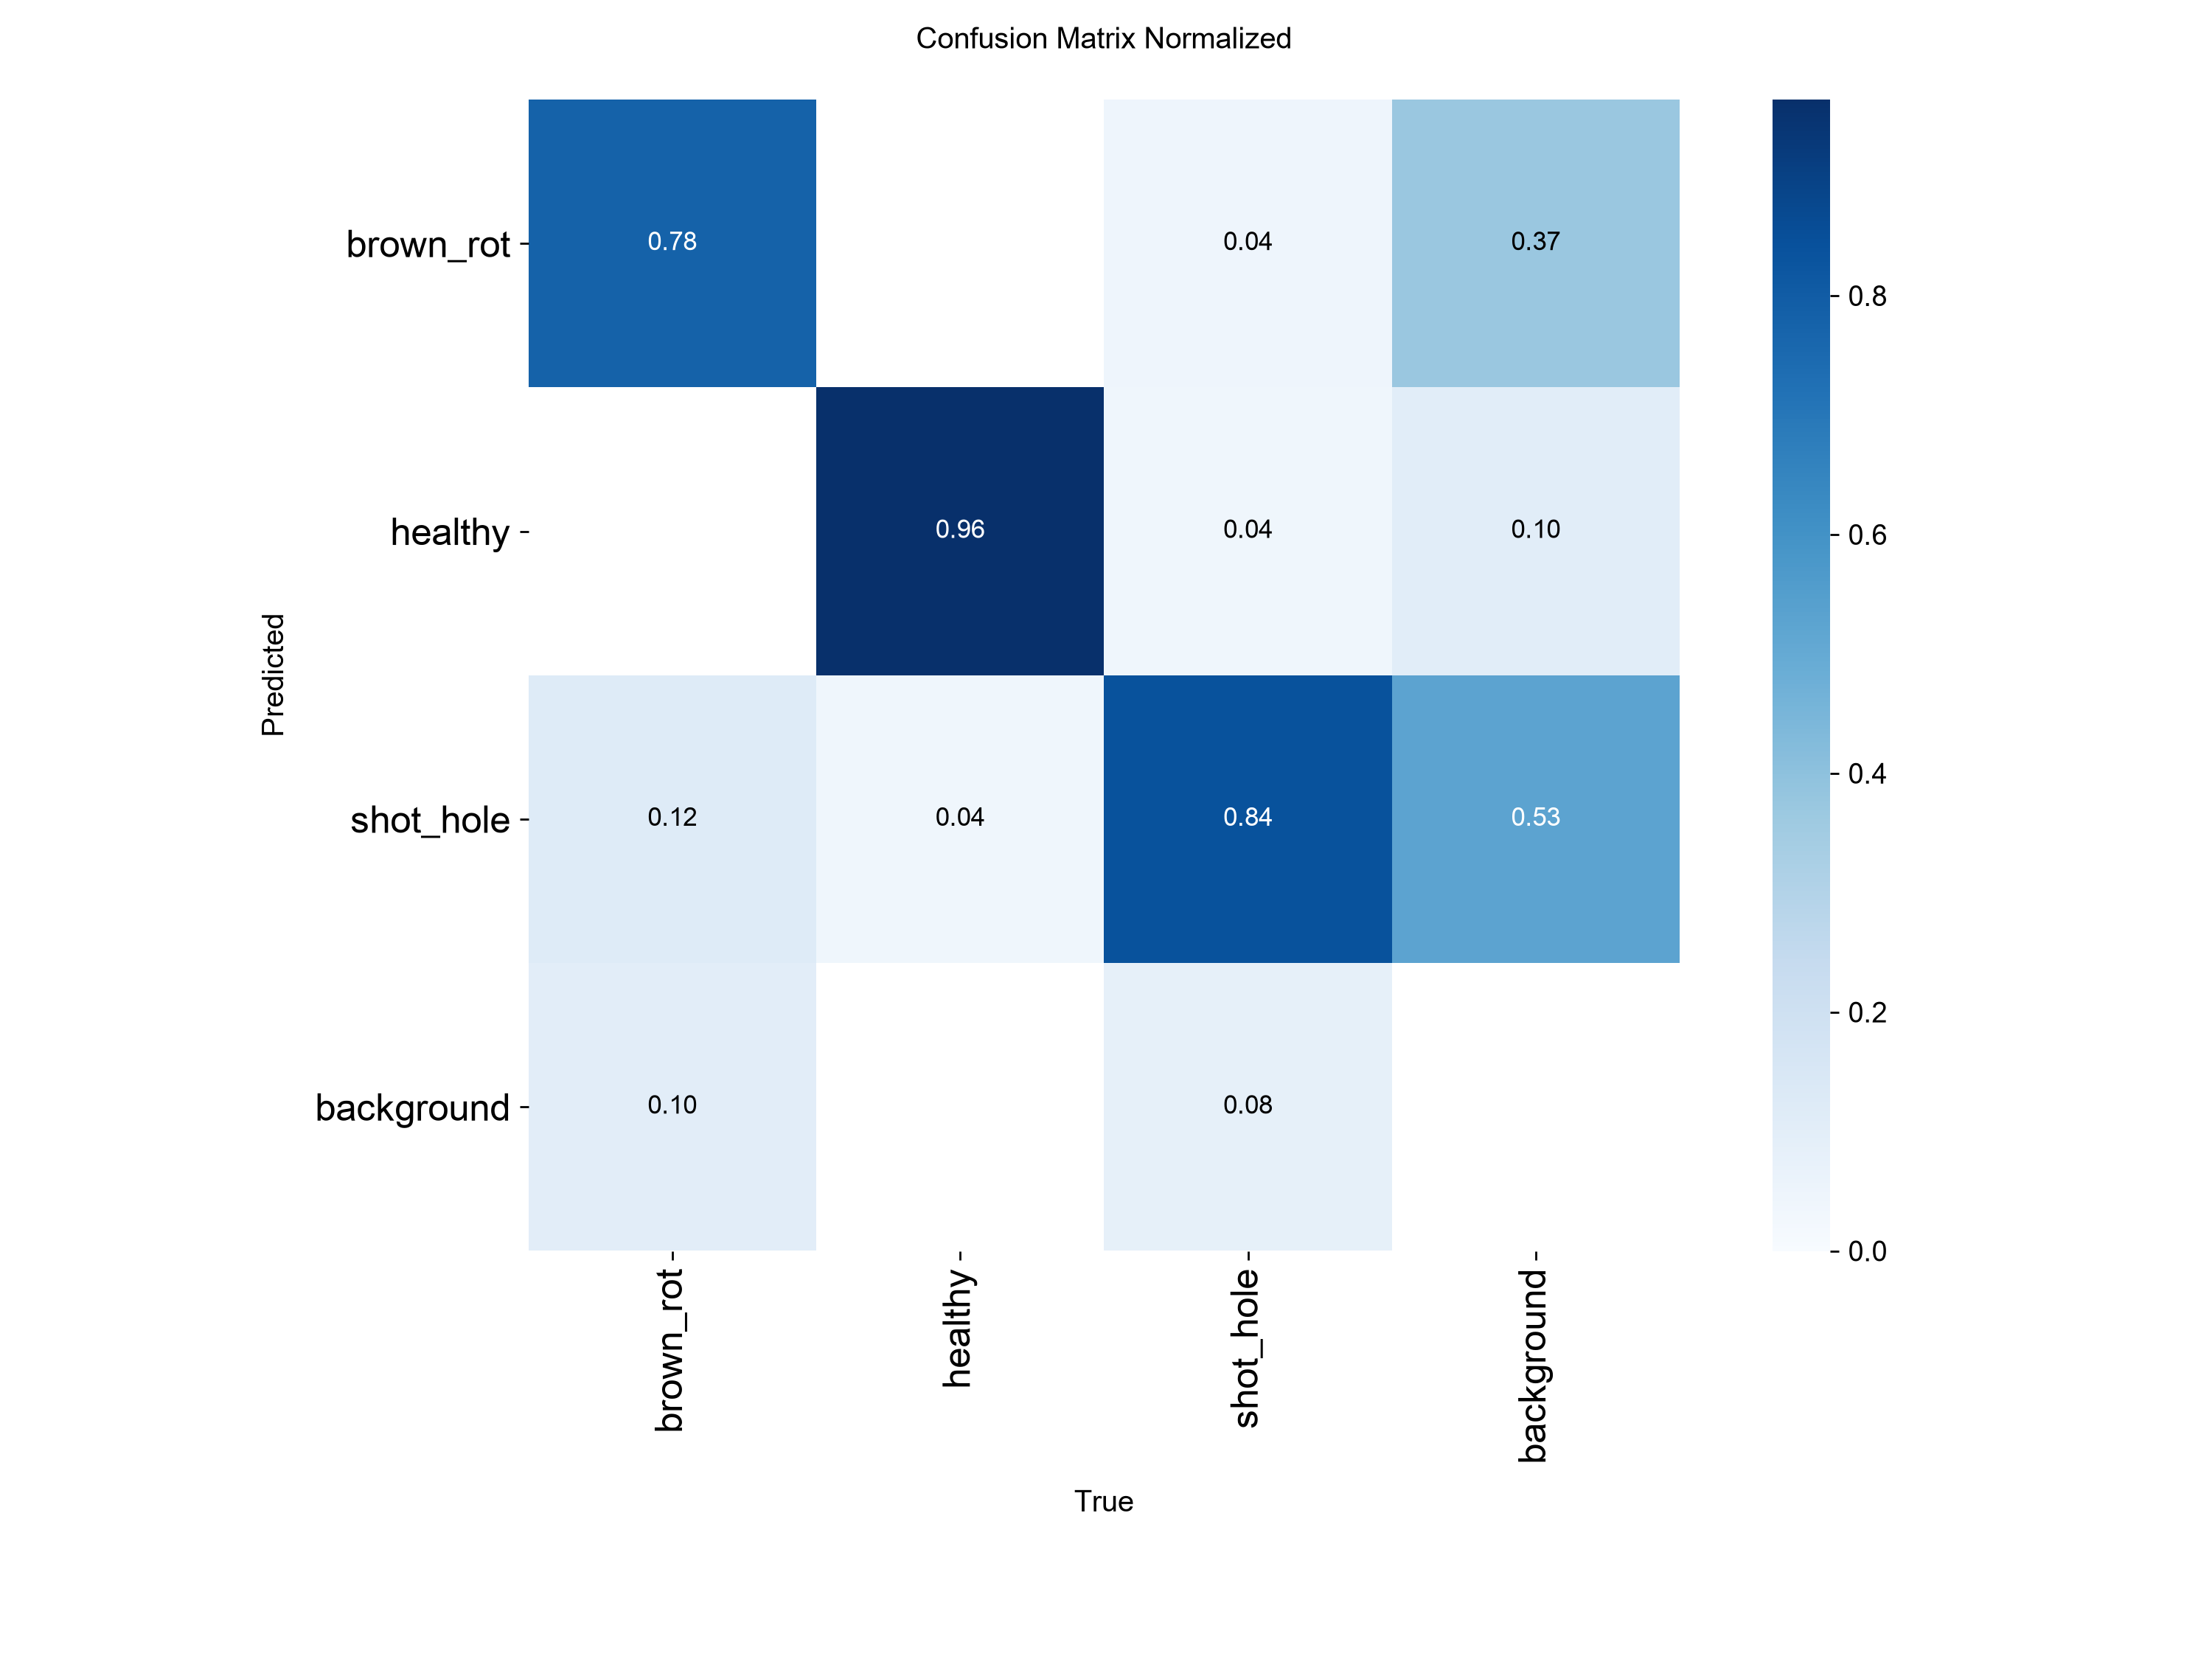 Confusion Matrix Normalized
brown_rot 0.78 0.04 0.37
healthy 0.96 0.04 0.10
shot_hole 0.12 0.04 0.84 0.53
background 0.10 0.08
Predicted
brown_rot healthy shot_hole background
True
0.8
0.6
0.4
0.2
0.0